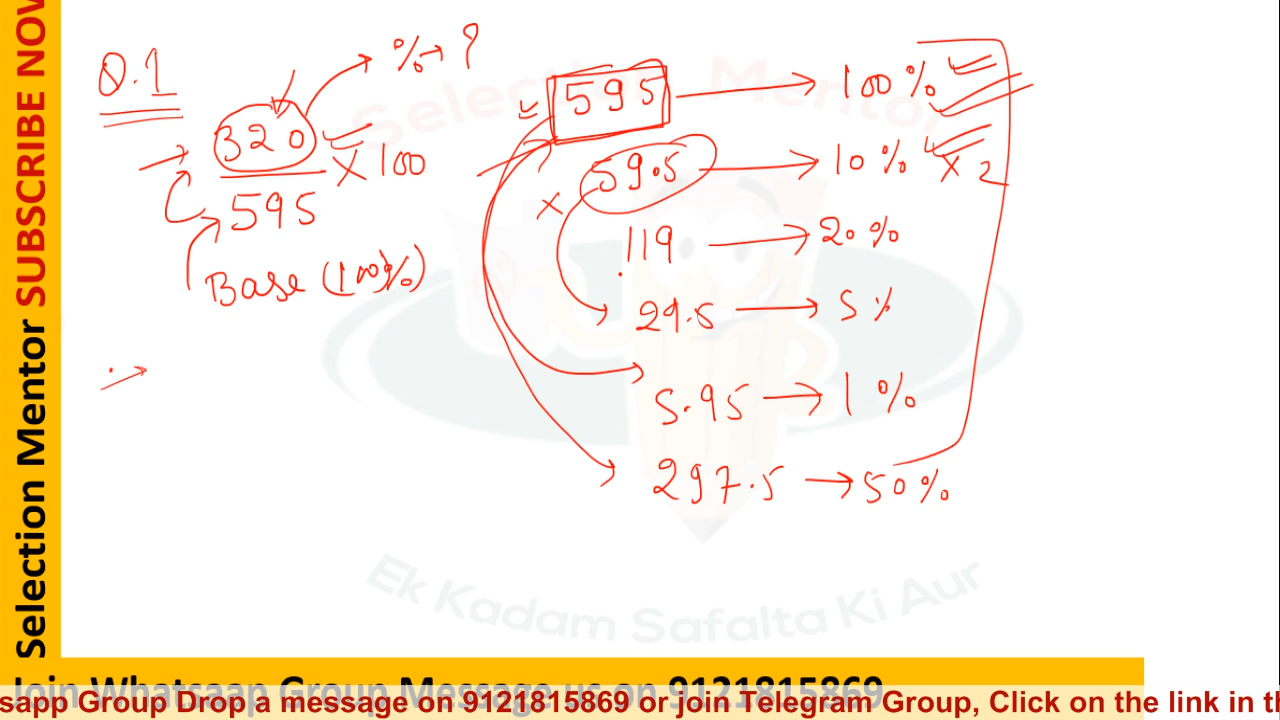 Selection Mentor SUBSCRIBE NOW
Q.1
320
595
× 100
% → ?
Base (100%)
595 → 100%
59.5 → 10% × 2
×
.119 → 20%
29.5 → 5%
5.95 → 1%
297.5 → 50%
Selection Mentor
Ek Kadam Safalta Ki Aur
Join Whatsaap Group Message us on 9121815869
sapp Group Drop a message on 9121815869 or join Telegram Group, Click on the link in th